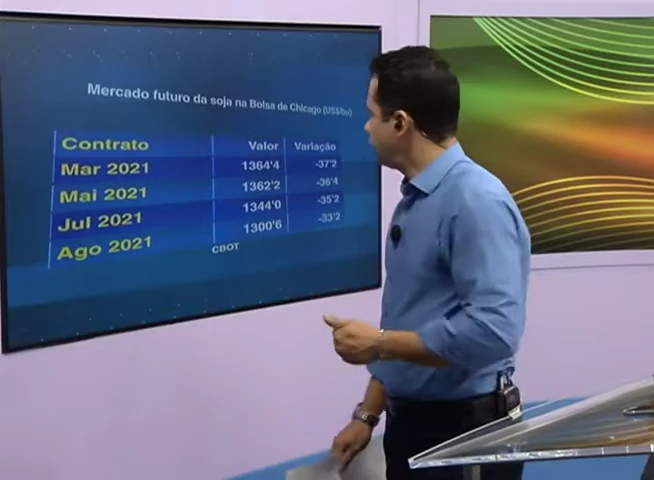 Mercado futuro da soja na Bolsa de Chicago (US$/bu)
Contrato Valor Variação
Mar 2021 1364'4 -37'2
Mai 2021 1362'2 -36'4
Jul 2021 1344'0 -35'2
Ago 2021 1300'6 -33'2
CBOT